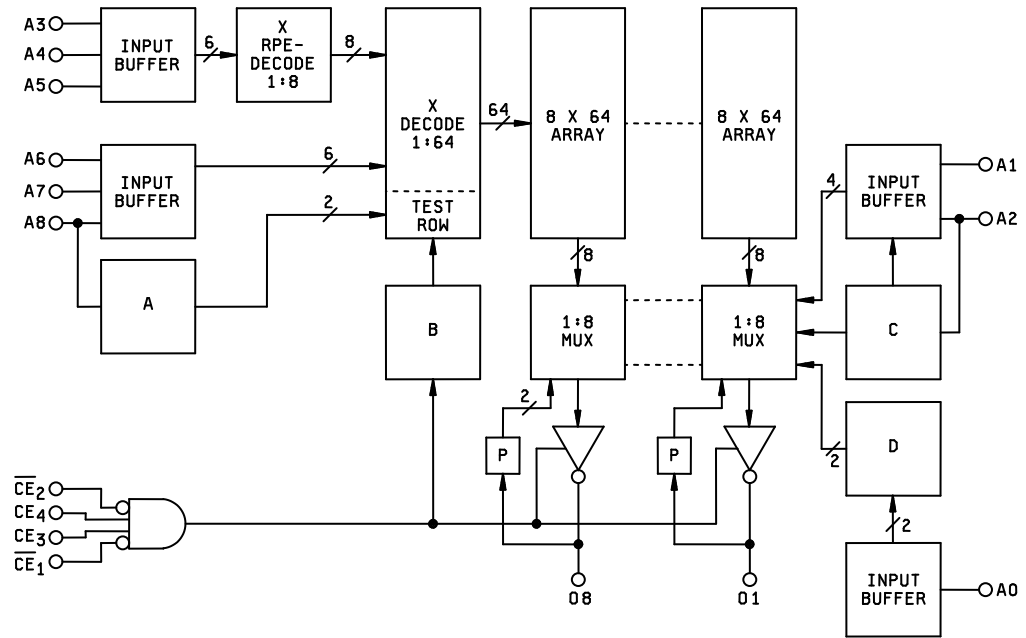 A3
A4
A5
INPUT
BUFFER
6
X
RPE-
DECODE
1:8
8
X
DECODE
1:64
TEST
ROW
64
8 X 64
ARRAY
8 X 64
ARRAY
A6
A7
A8
INPUT
BUFFER
6
2
A
B
8
8
1:8
MUX
1:8
MUX
4
INPUT
BUFFER
A1
A2
C
2
P
P
2
D
2
INPUT
BUFFER
A0
CE2
CE4
CE3
CE1
O8
O1